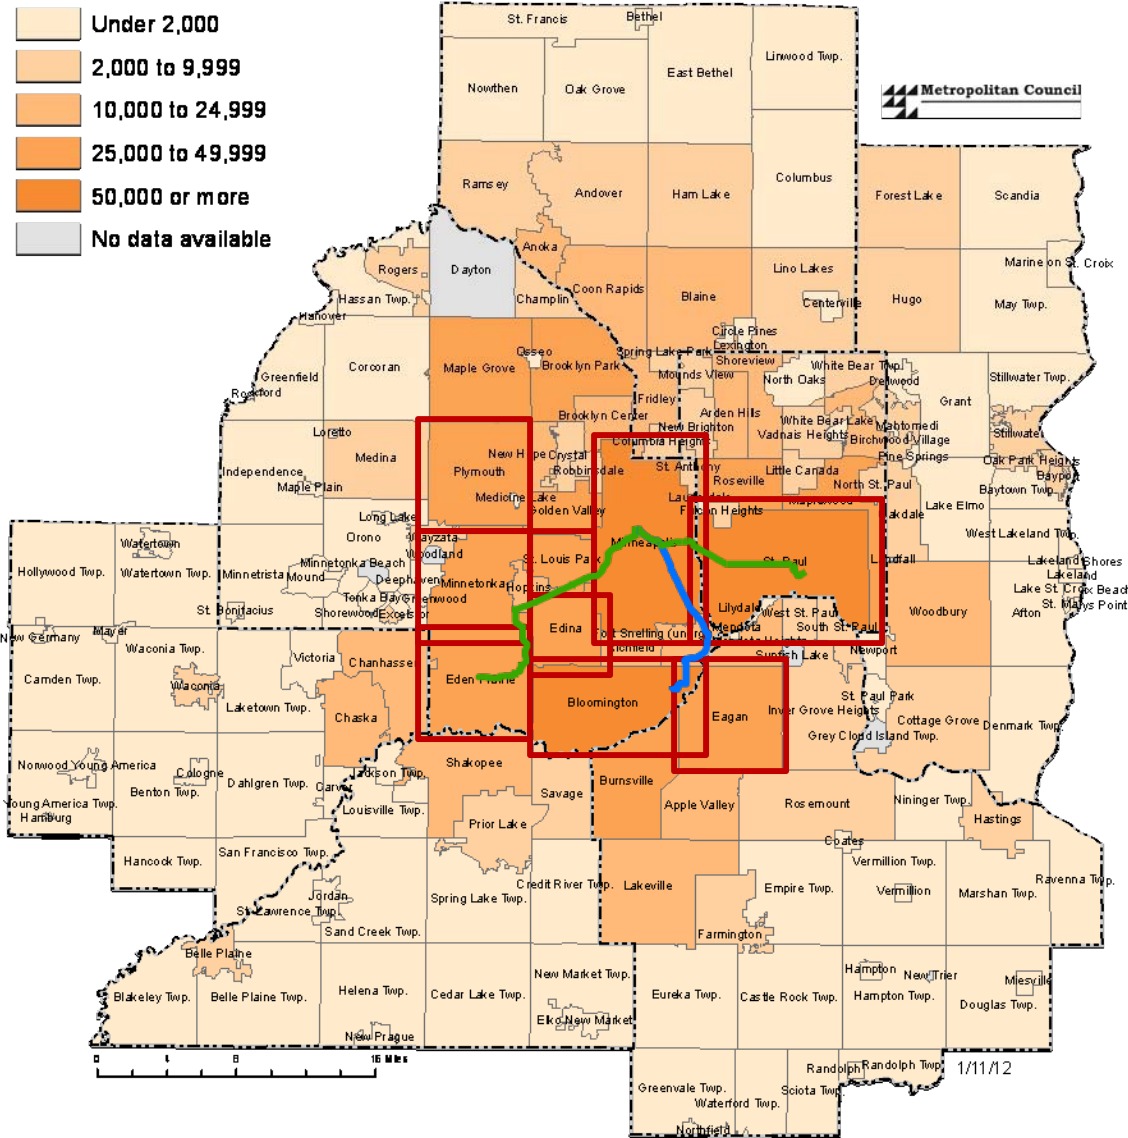 Under 2,000
2,000 to 9,999
10,000 to 24,999
25,000 to 49,999
50,000 or more
No data available
Metropolitan Council
St. Francis
Bethel
Linwood Twp.
Nowthen
Oak Grove
East Bethel
Ramsey
Andover
Ham Lake
Columbus
Forest Lake
Scandia
Anoka
Rogers
Dayton
Hassan Twp.
Champlin
Coon Rapids
Blaine
Lino Lakes
Centerville
Hugo
Marine on St. Croix
May Twp.
Hanover
Circle Pines
Lexington
Corcoran
Maple Grove
Osseo
Brooklyn Park
Spring Lake Park
Mounds View
Shoreview
North Oaks
White Bear Twp.
Dellwood
Stillwater Twp.
Greenfield
Rockford
Grant
Fridley
Brooklyn Center
New Brighton
Arden Hills
White Bear Lake
Vadnais Heights
Birchwood Village
Mahtomedi
Pine Springs
Stillwater
Oak Park Heights
Bayport
Baytown Twp.
Loretto
Medina
Independence
Maple Plain
Plymouth
New Hope
Crystal
Robbinsdale
Columbia Heights
St. Anthony
Roseville
Little Canada
North St. Paul
Maplewood
Medicine Lake
Golden Valley
Lauderdale
Falcon Heights
Oakdale
Lake Elmo
West Lakeland Twp.
Long Lake
Orono
Wayzata
Woodland
St. Louis Park
Minneapolis
St. Paul
Landfall
Lakeland Shores
Lakeland
Lake St. Croix Beach
St. Marys Point
Afton
Woodbury
Watertown
Hollywood Twp.
Watertown Twp.
Minnetrista
Mound
Minnetonka Beach
Deephaven
Tonka Bay
Greenwood
Shorewood
Excelsior
Minnetonka
Hopkins
St. Bonifacius
Edina
Fort Snelling (unorg.
Richfield
Lilydale
Mendota
Mendota Heights
West St. Paul
South St. Paul
Sunfish Lake
Newport
New Germany
Mayer
Waconia Twp.
Victoria
Chanhassen
Camden Twp.
Waconia
Laketown Twp.
Chaska
Eden Prairie
Bloomington
Eagan
Inver Grove Heights
St. Paul Park
Grey Cloud Island Twp.
Cottage Grove
Denmark Twp.
Norwood Young America
Cologne
Benton Twp.
Dahlgren Twp.
Carver
Jackson Twp.
Shakopee
Louisville Twp.
Savage
Burnsville
Apple Valley
Rosemount
Nininger Twp.
Hastings
Young America Twp.
Hamburg
Hancock Twp.
San Francisco Twp.
Prior Lake
Coates
Vermillion Twp.
Vermillion
Marshan Twp.
Ravenna Twp.
Jordan
St. Lawrence Twp.
Sand Creek Twp.
Spring Lake Twp.
Credit River Twp.
Lakeville
Empire Twp.
Farmington
Belle Plaine
Blakeley Twp.
Belle Plaine Twp.
Helena Twp.
Cedar Lake Twp.
New Market Twp.
Elko New Market
New Prague
Eureka Twp.
Castle Rock Twp.
Hampton
New Trier
Hampton Twp.
Miesville
Douglas Twp.
0 4 8 16 Miles
Randolph
Randolph Twp.
1/11/12
Greenvale Twp.
Waterford Twp.
Sciota Twp.
Northfield